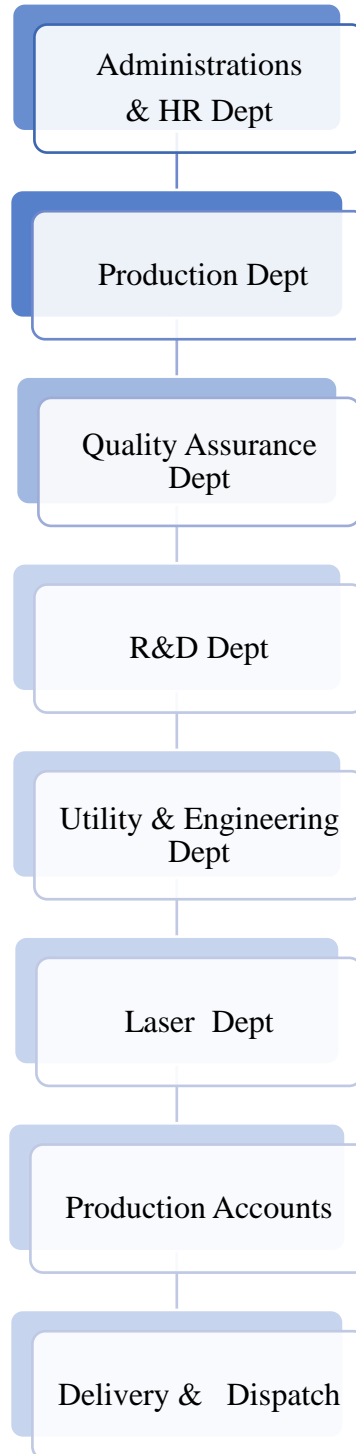 Administrations
& HR Dept
Production Dept
Quality Assurance
Dept
R&D Dept
Utility & Engineering
Dept
Laser Dept
Production Accounts
Delivery & Dispatch